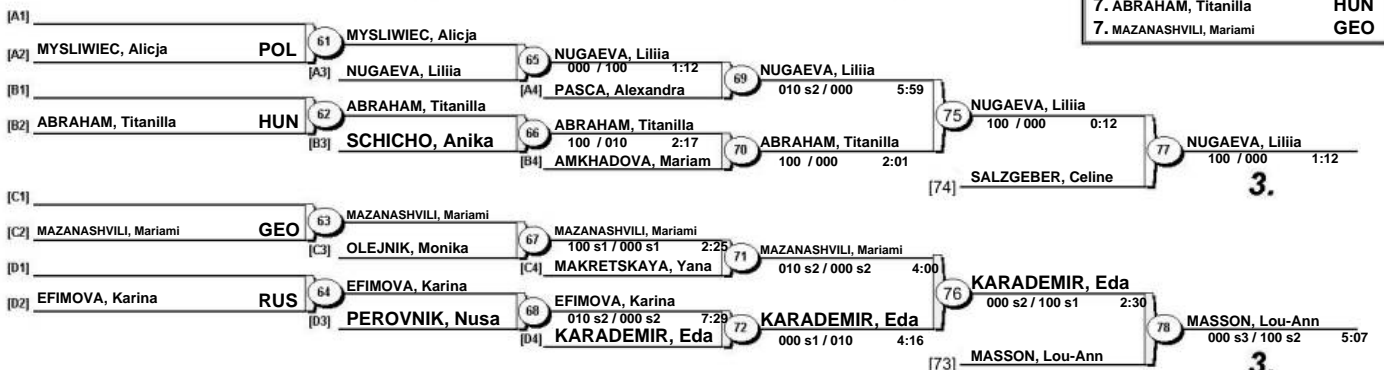 7. ABRAHAM, Titanilla HUN
7. MAZANASHVILI, Mariami GEO
[A1]
[A2] MYSLIWIEC, Alicja POL
61 MYSLIWIEC, Alicja
[A3] NUGAEVA, Liliia
65 NUGAEVA, Liliia
000 / 100 1:12
[A4] PASCA, Alexandra
69 NUGAEVA, Liliia
010 s2 / 000 5:59
[B1]
[B2] ABRAHAM, Titanilla HUN
62 ABRAHAM, Titanilla
[B3] SCHICHO, Anika
66 ABRAHAM, Titanilla
100 / 010 2:17
[B4] AMKHADOVA, Mariam
70 ABRAHAM, Titanilla
100 / 000 2:01
75 NUGAEVA, Liliia
100 / 000 0:12
[74] SALZGEBER, Celine
77 NUGAEVA, Liliia
100 / 000 1:12
3.
[C1]
[C2] MAZANASHVILI, Mariami GEO
63 MAZANASHVILI, Mariami
[C3] OLEJNIK, Monika
67 MAZANASHVILI, Mariami
100 s1 / 000 s1 2:25
[C4] MAKRETSKAYA, Yana
71 MAZANASHVILI, Mariami
010 s2 / 000 s2 4:00
[D1]
[D2] EFIMOVA, Karina RUS
64 EFIMOVA, Karina
[D3] PEROVNIK, Nusa
68 EFIMOVA, Karina
010 s2 / 000 s2 7:29
[D4] KARADEMIR, Eda
72 KARADEMIR, Eda
000 s1 / 010 4:16
76 KARADEMIR, Eda
000 s2 / 100 s1 2:30
[73] MASSON, Lou-Ann
78 MASSON, Lou-Ann
000 s3 / 100 s2 5:07
3.